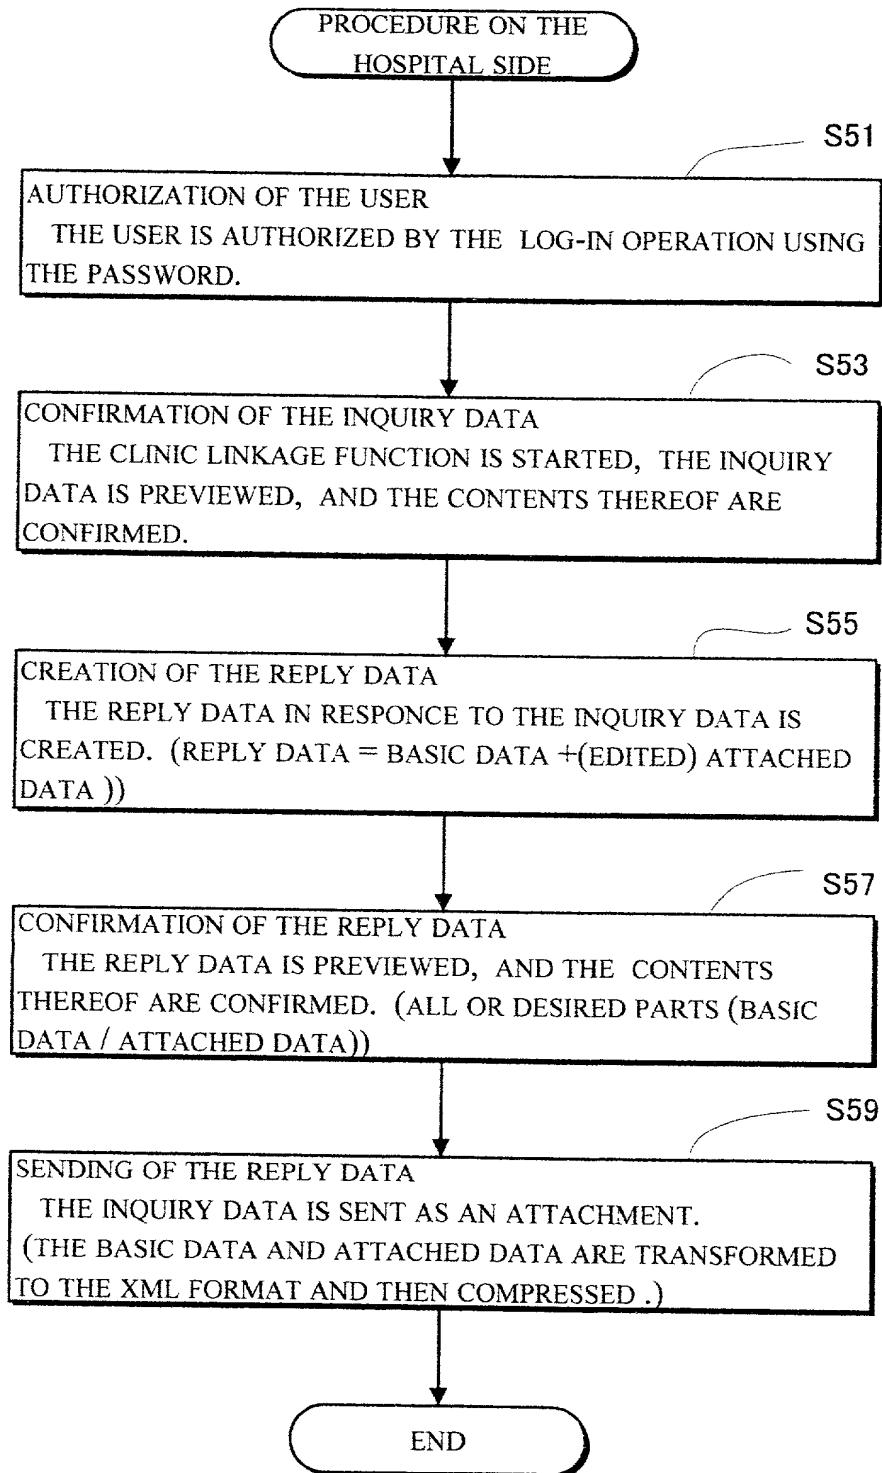 PROCEDURE ON THE
HOSPITAL SIDE
S51
AUTHORIZATION OF THE USER
THE USER IS AUTHORIZED BY THE LOG-IN OPERATION USING
THE PASSWORD.
S53
CONFIRMATION OF THE INQUIRY DATA
THE CLINIC LINKAGE FUNCTION IS STARTED, THE INQUIRY
DATA IS PREVIEWED, AND THE CONTENTS THEREOF ARE
CONFIRMED.
S55
CREATION OF THE REPLY DATA
THE REPLY DATA IN RESPONCE TO THE INQUIRY DATA IS
CREATED. (REPLY DATA = BASIC DATA +(EDITED) ATTACHED
DATA ))
S57
CONFIRMATION OF THE REPLY DATA
THE REPLY DATA IS PREVIEWED, AND THE CONTENTS
THEREOF ARE CONFIRMED. (ALL OR DESIRED PARTS (BASIC
DATA / ATTACHED DATA))
S59
SENDING OF THE REPLY DATA
THE INQUIRY DATA IS SENT AS AN ATTACHMENT.
(THE BASIC DATA AND ATTACHED DATA ARE TRANSFORMED
TO THE XML FORMAT AND THEN COMPRESSED .)
END